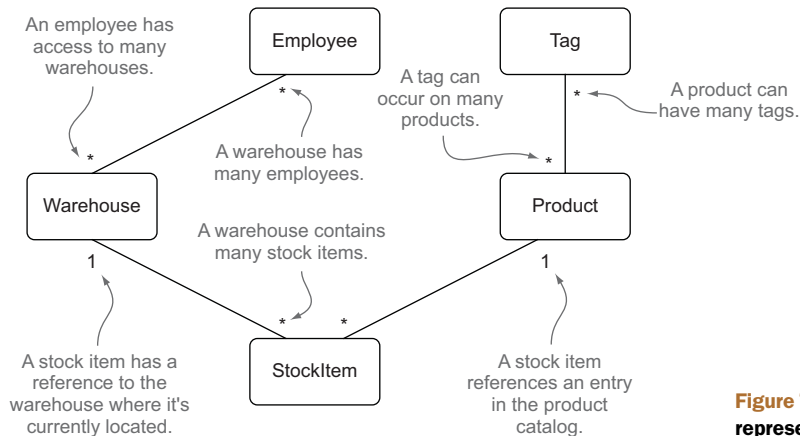 An employee has
access to many
warehouses.
Employee
Tag
A tag can
occur on many
products.
A product can
have many tags.
*
*
A warehouse has
many employees.
*
*
Warehouse
Product
A warehouse contains
many stock items.
1
1
*
*
A stock item has a
reference to the
warehouse where it's
currently located.
StockItem
A stock item
references an entry
in the product
catalog.
Figure
represe